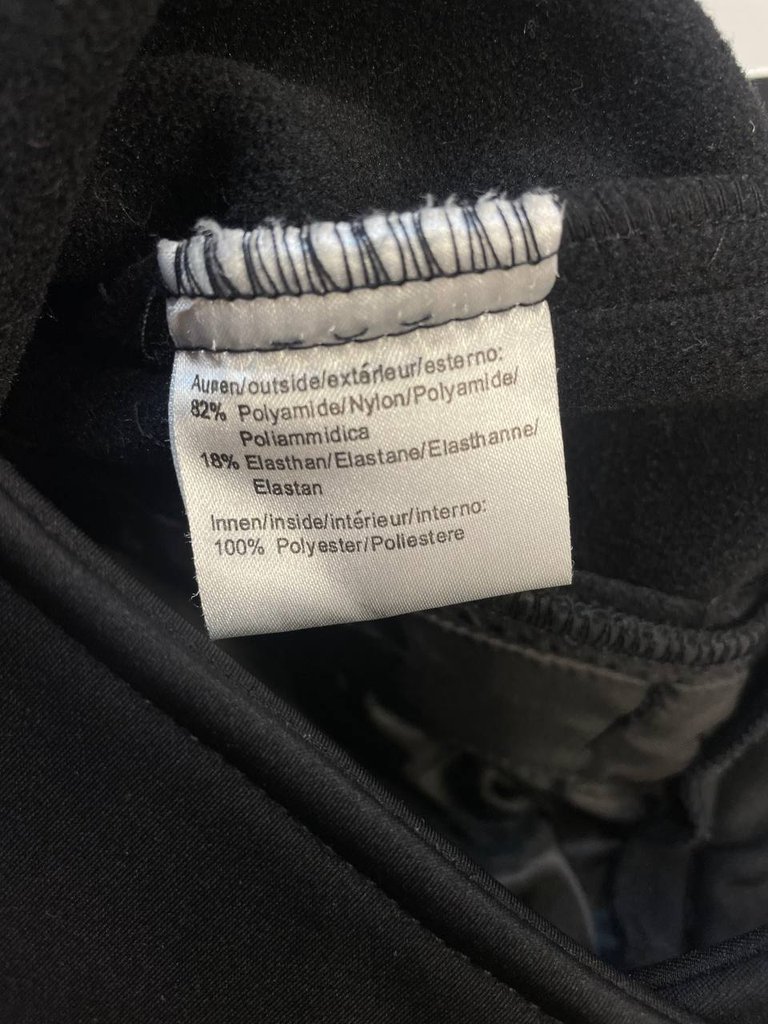 Außen/outside/extérieur/esterno:
82% Polyamide/Nylon/Polyamide/
Poliammidica
18% Elasthan/Elastane/Elasthanne/
Elastan
Innen/inside/intérieur/interno:
100% Polyester/Poliestere